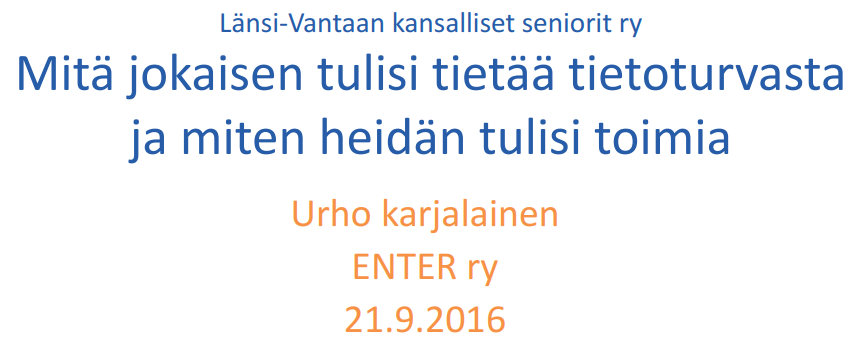 Länsi-Vantaan kansalliset seniorit ry
Mitä jokaisen tulisi tietää tietoturvasta
ja miten heidän tulisi toimia
Urho karjalainen
ENTER ry
21.9.2016